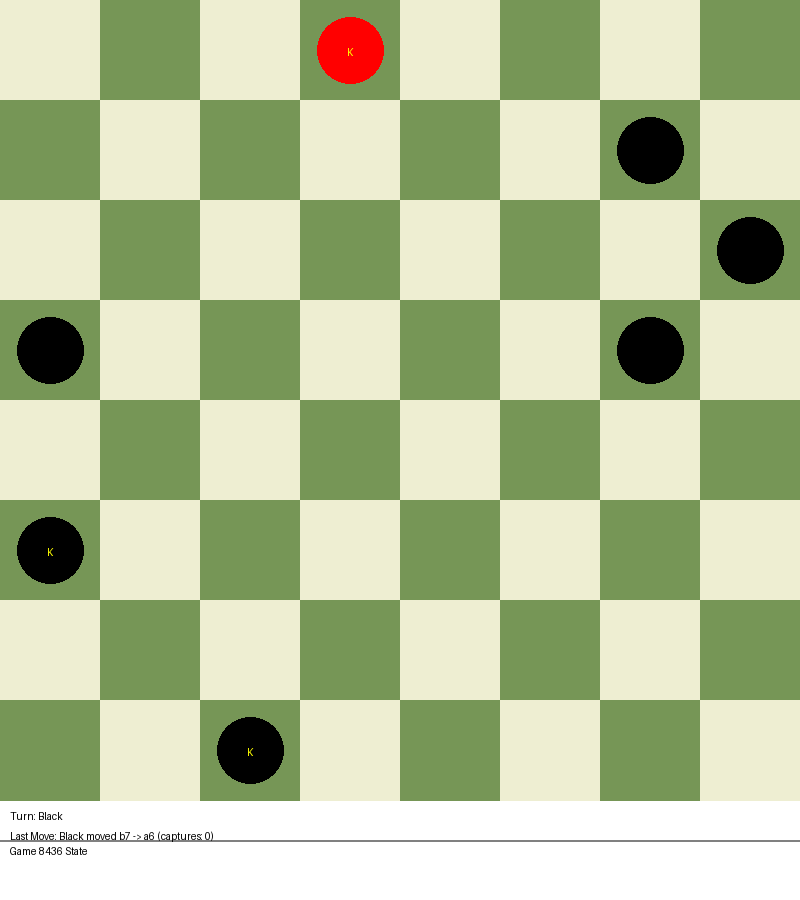 K
K
K
Turn: Black
Last Move: Black moved b7 -> a6 (captures: 0)
Game 8436 State